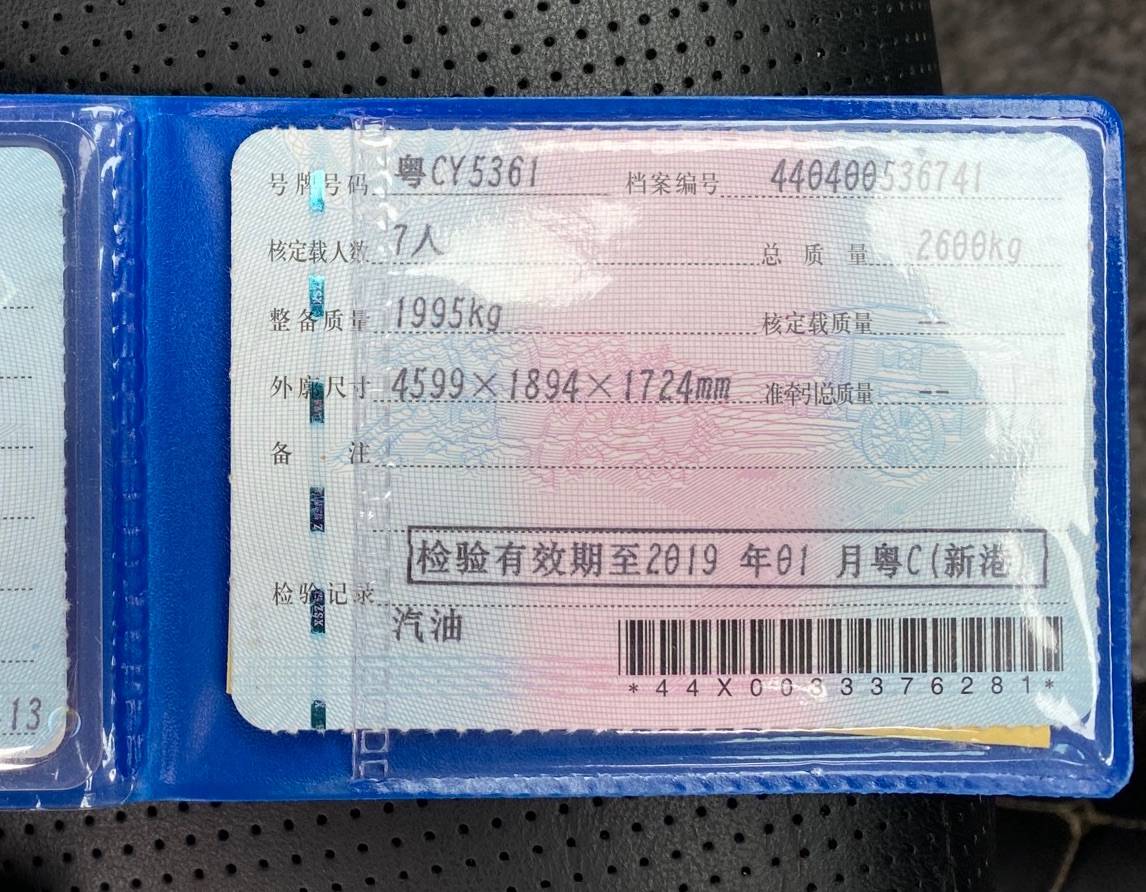 号牌号码 粤CY5361 档案编号 440400536741
核定载人数 7人 总质量 2600kg
整备质量 1995kg 核定载质量 --
外廓尺寸 4599×1894×1724mm 准牵引总质量 --
备注
检验有效期至2019 年01 月粤C(新港)
检验记录
汽油
*44X0033376281*
13